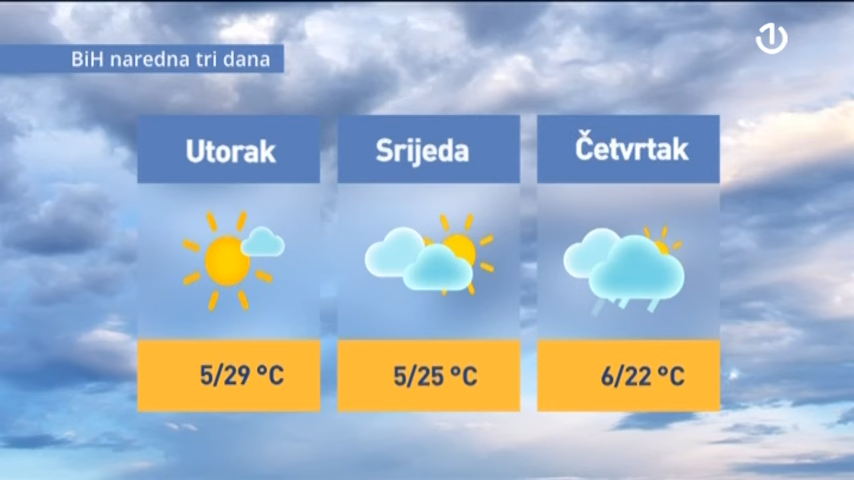 BiH naredna tri dana
Utorak
Srijeda
Četvrtak
5/29 °C
5/25 °C
6/22 °C